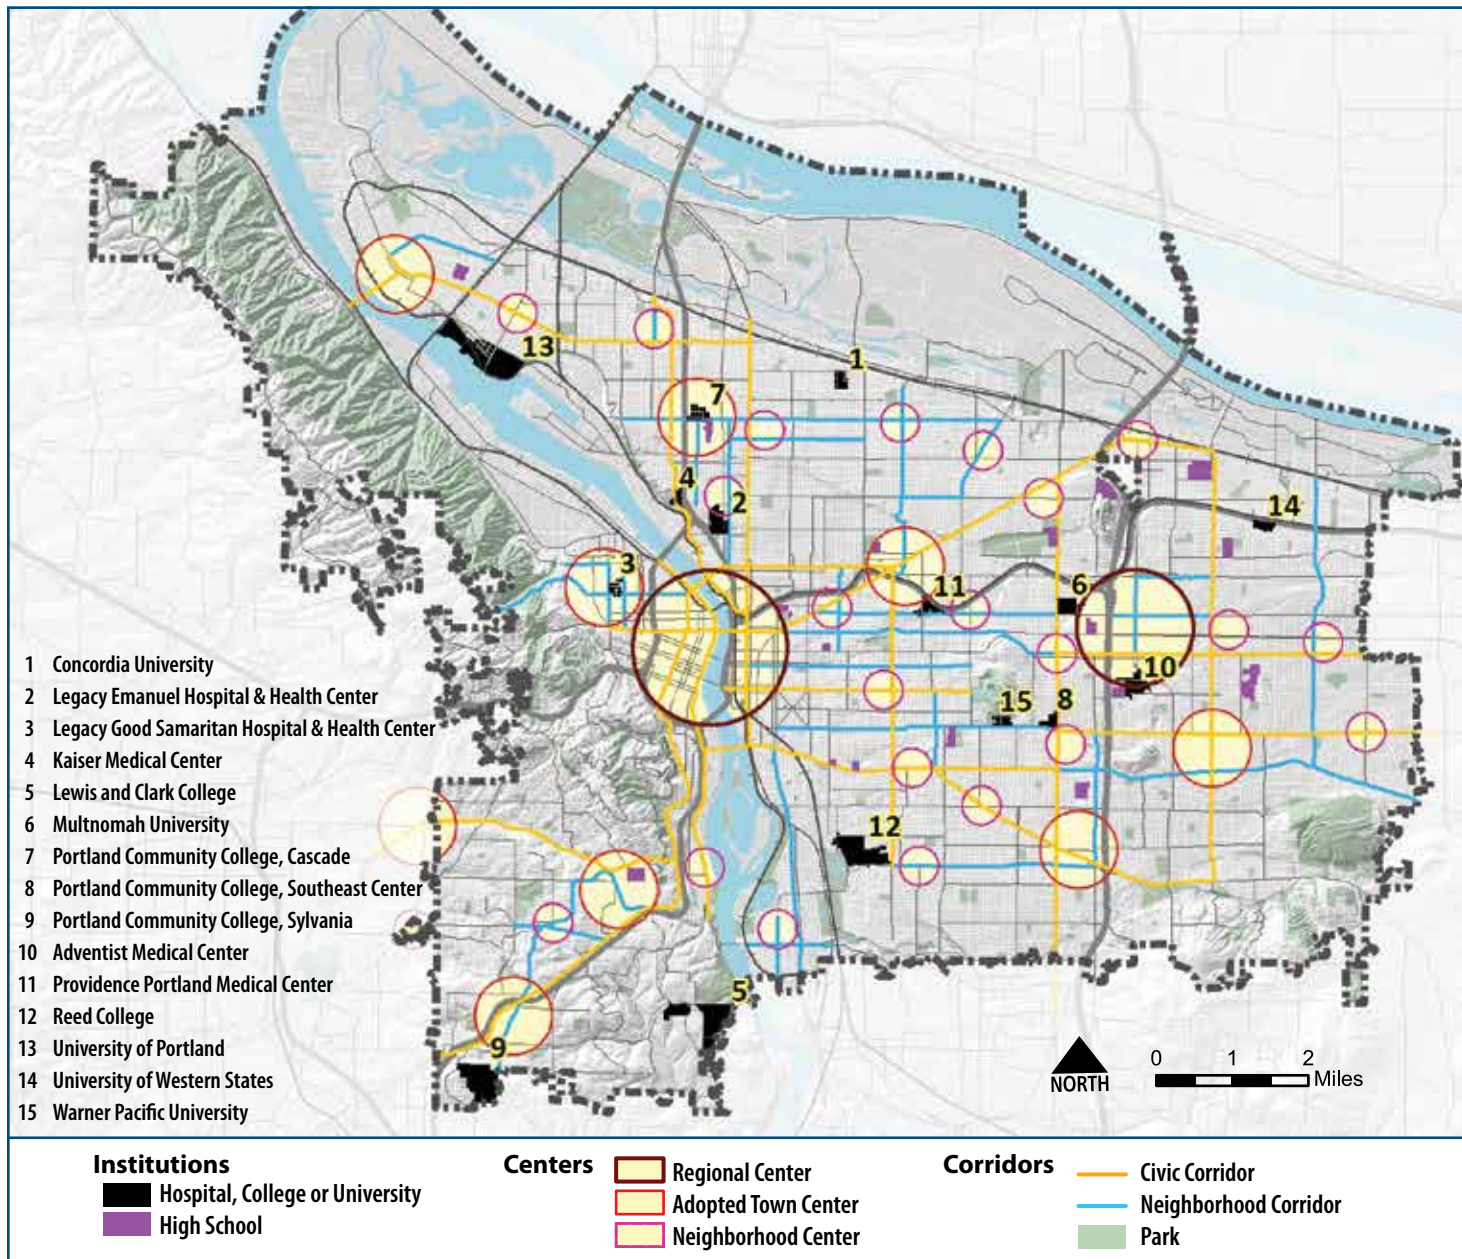 13
1
7
4
2
14
3
11
6
10
15
8
12
5
9
1 Concordia University
2 Legacy Emanuel Hospital & Health Center
3 Legacy Good Samaritan Hospital & Health Center
4 Kaiser Medical Center
5 Lewis and Clark College
6 Multnomah University
7 Portland Community College, Cascade
8 Portland Community College, Southeast Center
9 Portland Community College, Sylvania
10 Adventist Medical Center
11 Providence Portland Medical Center
12 Reed College
13 University of Portland
14 University of Western States
15 Warner Pacific University
NORTH
0 1 2
Miles
Institutions
Hospital, College or University
High School
Centers
Regional Center
Adopted Town Center
Neighborhood Center
Corridors
Civic Corridor
Neighborhood Corridor
Park